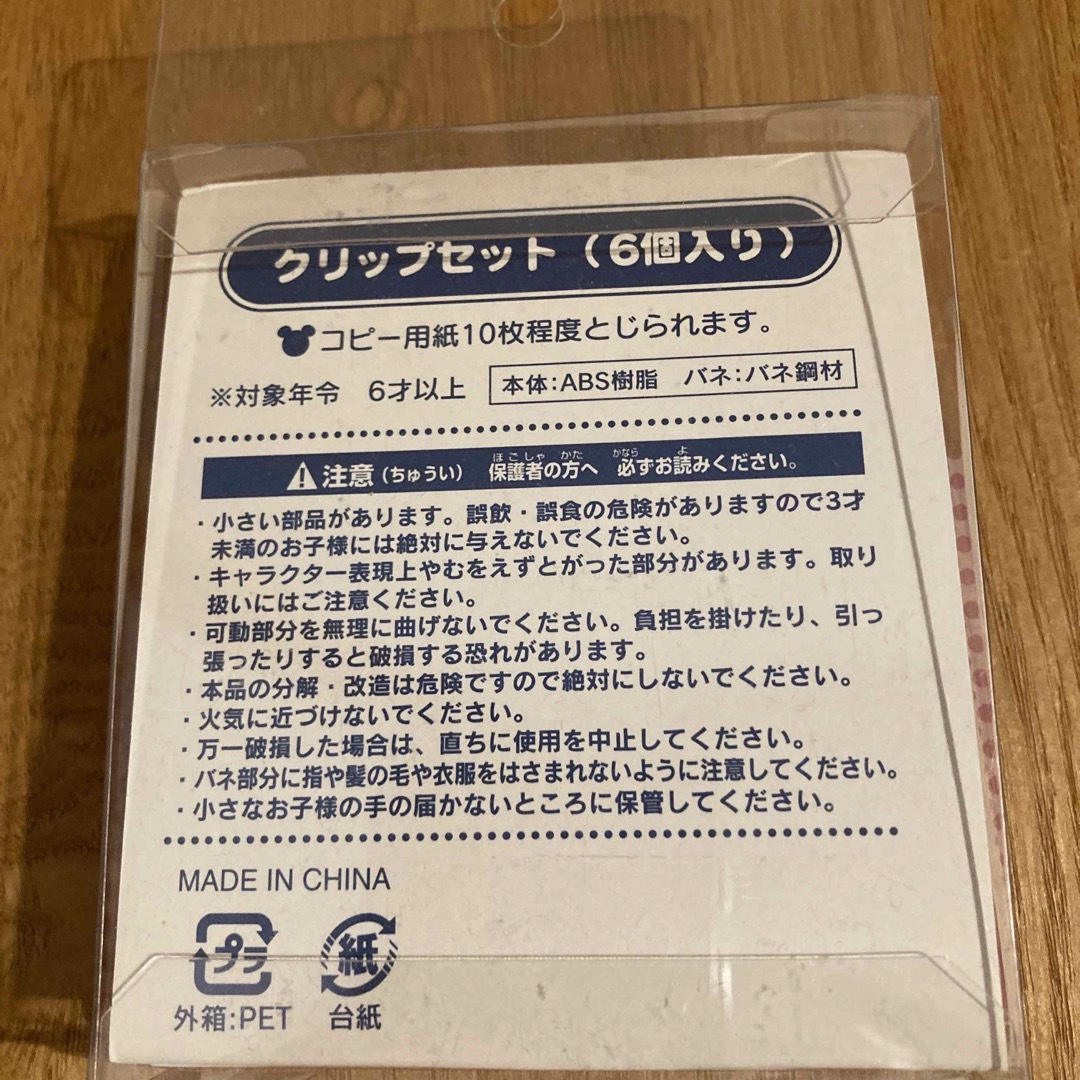 クリップセット（6個入り）
コピー用紙10枚程度とじられます。
※対象年令　6才以上　本体：ABS樹脂　バネ：バネ鋼材
注意（ちゅうい）　保護者の方へ　必ずお読みください。
ほごしゃ　かた　かなら　よ
・小さい部品があります。誤飲・誤食の危険がありますので3才
未満のお子様には絶対に与えないでください。
・キャラクター表現上やむをえずとがった部分があります。取り
扱いにはご注意ください。
・可動部分を無理に曲げないでください。負担を掛けたり、引っ
張ったりすると破損する恐れがあります。
・本品の分解・改造は危険ですので絶対にしないでください。
・火気に近づけないでください。
・万一破損した場合は、直ちに使用を中止してください。
・バネ部分に指や髪の毛や衣服をはさまれないように注意してください。
・小さなお子様の手の届かないところに保管してください。
MADE IN CHINA
プラ　紙
外箱：PET　台紙